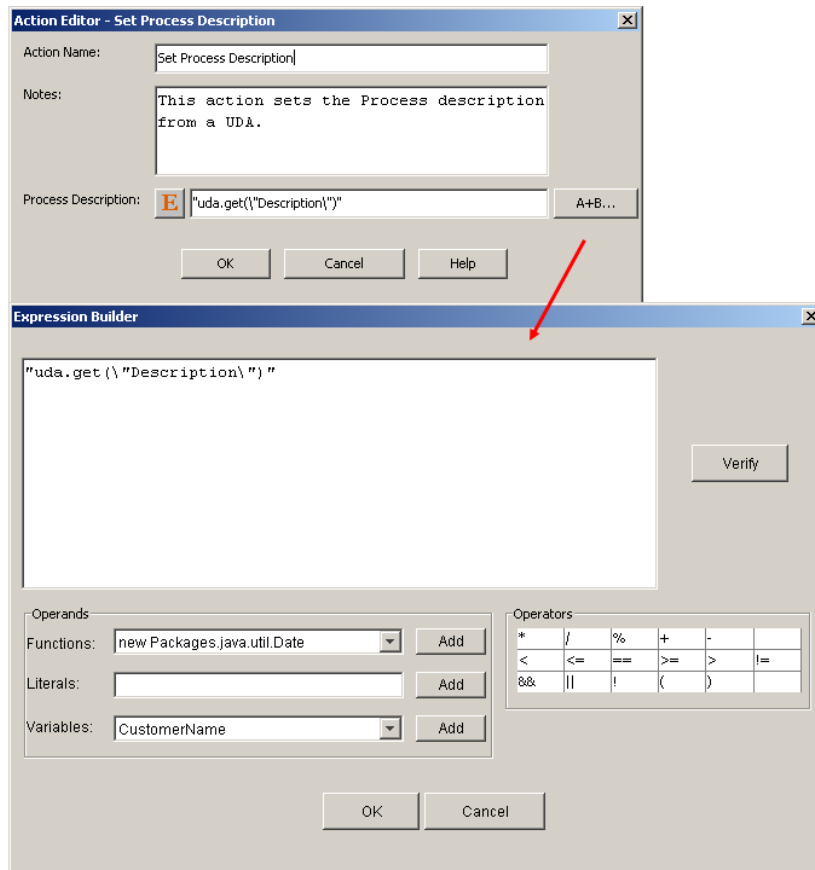 Action Editor - Set Process Description
Action Name:
Set Process Description
Notes:
This action sets the Process description
from a UDA.
Process Description:
E
"uda.get(\"Description\")"
A+B...
OK
Cancel
Help
Expression Builder
"uda.get(\"Description\")"
Verify
Operands
Functions:
new Packages.java.util.Date
Add
Literals:
Add
Variables:
CustomerName
Add
Operators
* / % + -
< <= == >= > !=
&& || ! ( )
OK
Cancel